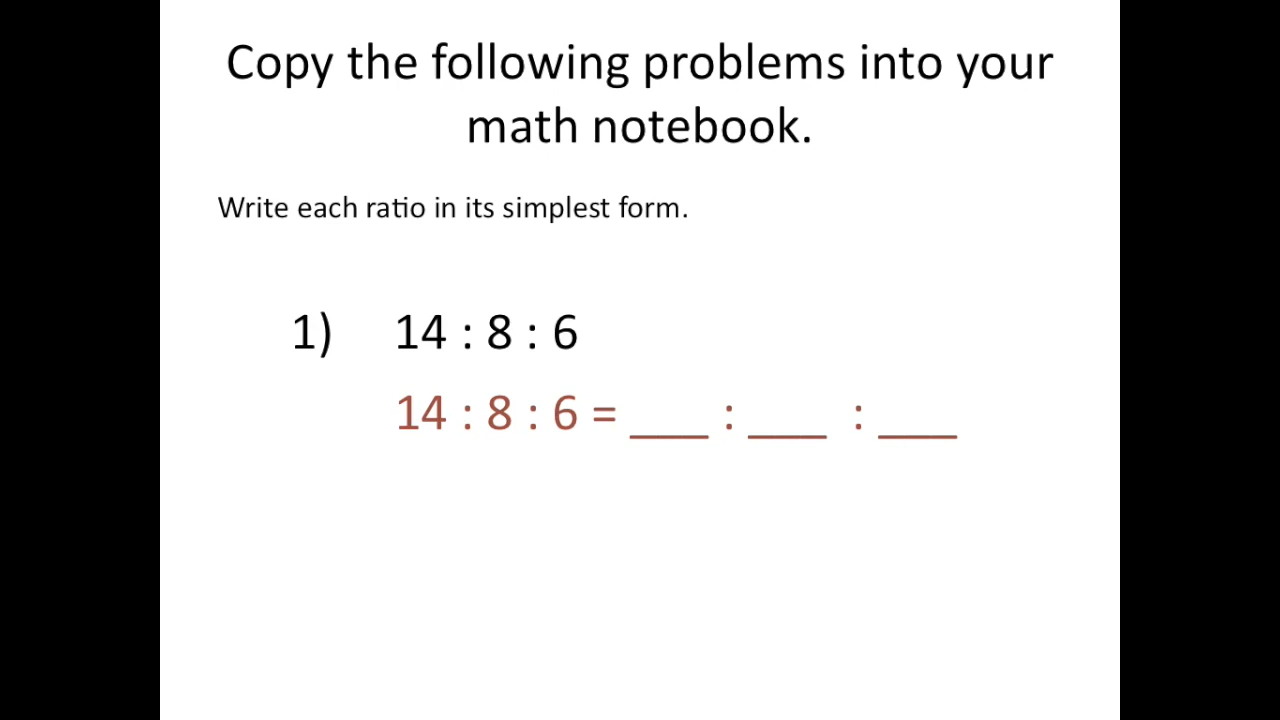 Copy the following problems into your
math notebook.
Write each ratio in its simplest form.
1) 14 : 8 : 6
14 : 8 : 6 = ___ : ___ : ___